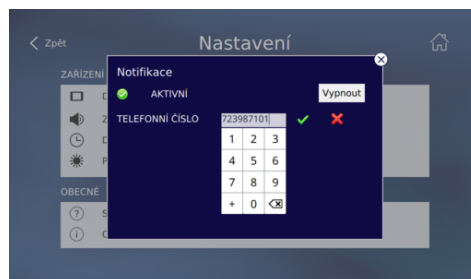 Zpět
Nastavení
ZAŘÍZENÍ
Notifikace
AKTIVNÍ
Vypnout
TELEFONNÍ ČÍSLO
723987101
1 2 3
4 5 6
7 8 9
+ 0
OBECNÉ